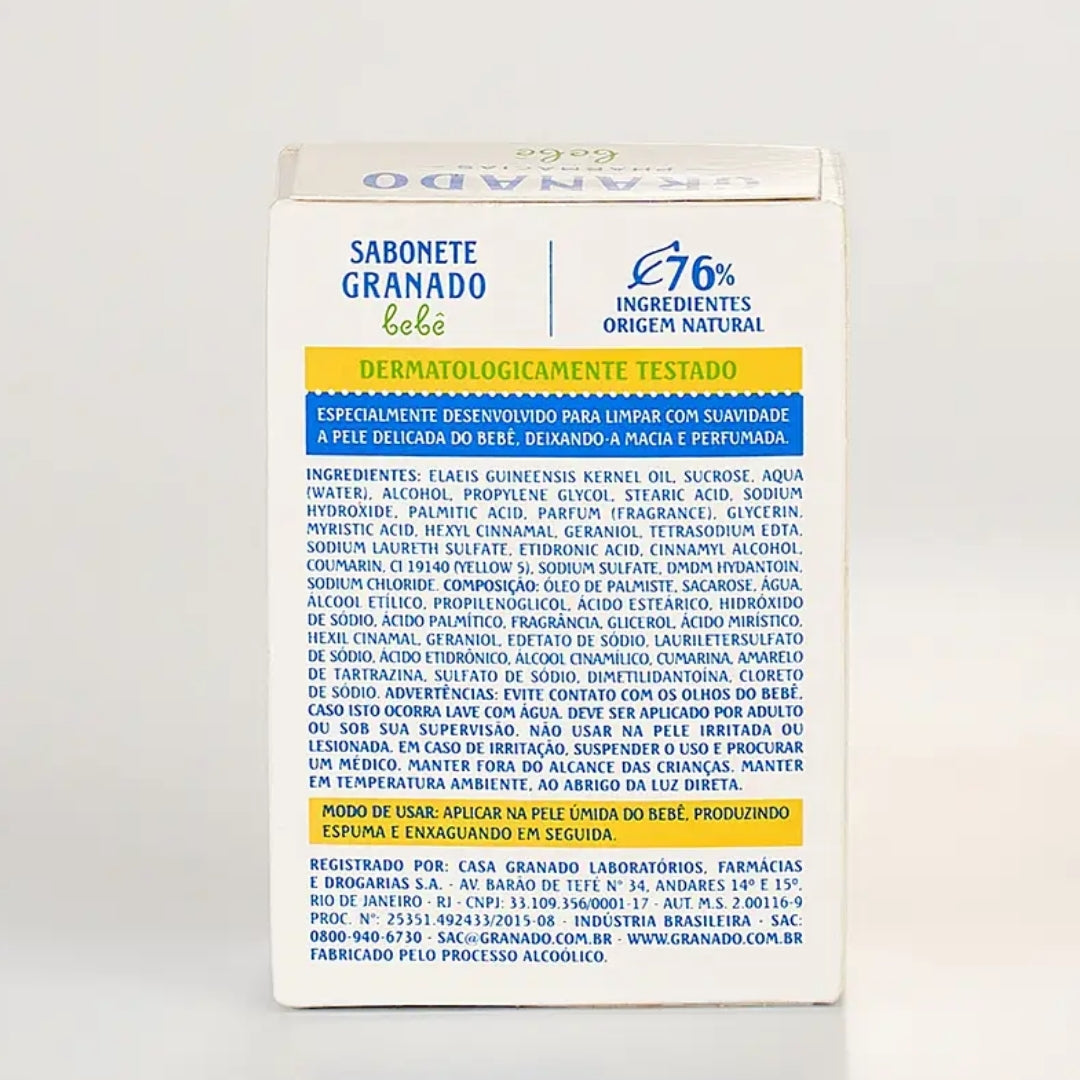 bebê
PHARMÁCIAS
GRANADO
SABONETE
GRANADO
bebê
76%
INGREDIENTES
ORIGEM NATURAL
DERMATOLOGICAMENTE TESTADO
ESPECIALMENTE DESENVOLVIDO PARA LIMPAR COM SUAVIDADE
A PELE DELICADA DO BEBÊ, DEIXANDO-A MACIA E PERFUMADA.
INGREDIENTES: ELAEIS GUINEENSIS KERNEL OIL, SUCROSE, AQUA
(WATER), ALCOHOL, PROPYLENE GLYCOL, STEARIC ACID, SODIUM
HYDROXIDE, PALMITIC ACID, PARFUM (FRAGRANCE), GLYCERIN,
MYRISTIC ACID, HEXYL CINNAMAL, GERANIOL, TETRASODIUM EDTA,
SODIUM LAURETH SULFATE, ETIDRONIC ACID, CINNAMYL ALCOHOL,
COUMARIN, CI 19140 (YELLOW 5), SODIUM SULFATE, DMDM HYDANTOIN,
SODIUM CHLORIDE. COMPOSIÇÃO: ÓLEO DE PALMISTE, SACAROSE, ÁGUA,
ÁLCOOL ETÍLICO, PROPILENOGLICOL, ÁCIDO ESTEÁRICO, HIDRÓXIDO
DE SÓDIO, ÁCIDO PALMÍTICO, FRAGRÂNCIA, GLICEROL, ÁCIDO MIRÍSTICO,
HEXIL CINAMAL, GERANIOL, EDETATO DE SÓDIO, LAURILETERSULFATO
DE SÓDIO, ÁCIDO ETIDRÔNICO, ÁLCOOL CINAMÍLICO, CUMARINA, AMARELO
DE TARTRAZINA, SULFATO DE SÓDIO, DIMETILIDANTOÍNA, CLORETO
DE SÓDIO. ADVERTÊNCIAS: EVITE CONTATO COM OS OLHOS DO BEBÊ,
CASO ISTO OCORRA LAVE COM ÁGUA. DEVE SER APLICADO POR ADULTO
OU SOB SUA SUPERVISÃO. NÃO USAR NA PELE IRRITADA OU
LESIONADA. EM CASO DE IRRITAÇÃO, SUSPENDER O USO E PROCURAR
UM MÉDICO. MANTER FORA DO ALCANCE DAS CRIANÇAS. MANTER
EM TEMPERATURA AMBIENTE, AO ABRIGO DA LUZ DIRETA.
MODO DE USAR: APLICAR NA PELE ÚMIDA DO BEBÊ, PRODUZINDO
ESPUMA E ENXAGUANDO EM SEGUIDA.
REGISTRADO POR: CASA GRANADO LABORATÓRIOS, FARMÁCIAS
E DROGARIAS S.A. - AV. BARÃO DE TEFÉ N° 34, ANDARES 14º E 15º,
RIO DE JANEIRO - RJ - CNPJ: 33.109.356/0001-17 - AUT. M.S. 2.00116-9
PROC. N°: 25351.492433/2015-08 - INDÚSTRIA BRASILEIRA - SAC:
0800-940-6730 - SAC@GRANADO.COM.BR - WWW.GRANADO.COM.BR
FABRICADO PELO PROCESSO ALCOÓLICO.